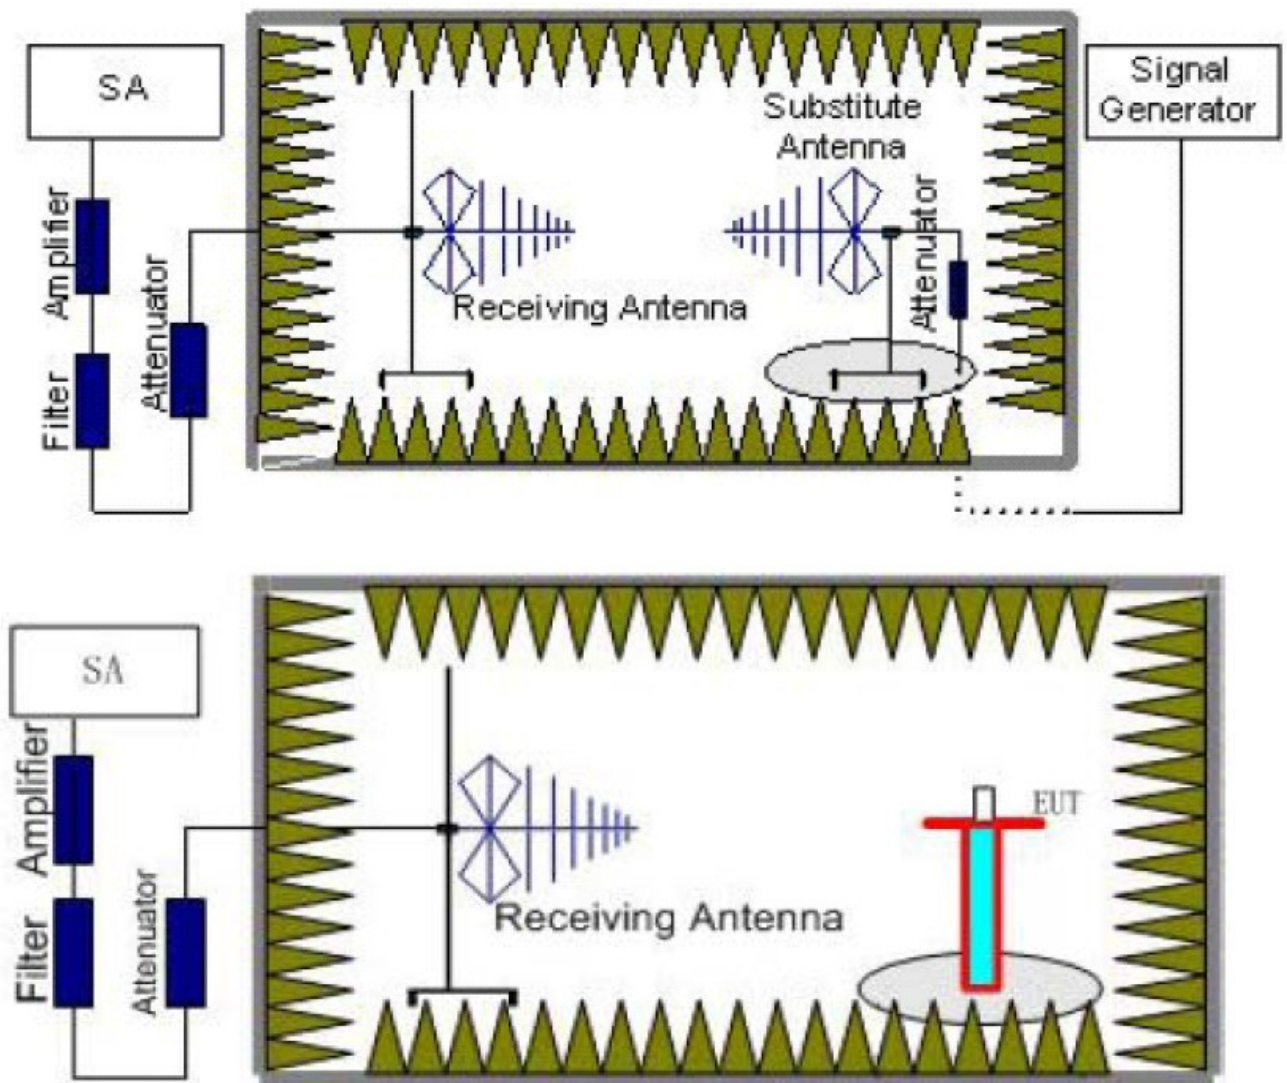 SA
Signal
Generator
Substitute
Antenna
Amplifier
Attenuator
Attenuator
Receiving Antenna
Filter
SA
Amplifier
EUT
Attenuator
Receiving Antenna
Filter